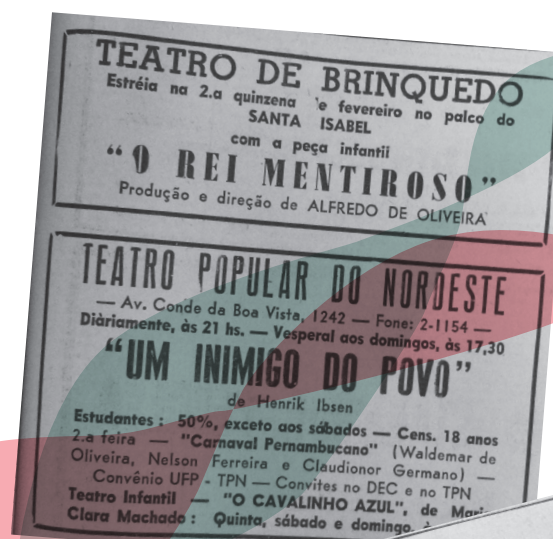 TEATRO DE BRINQUEDO
Estréia na 2.a quinzena 'e fevereiro no palco do
SANTA ISABEL
com a peça infantil
"O REI MENTIROSO"
Produção e direção de ALFREDO DE OLIVEIRA
TEATRO POPULAR DO NORDESTE
— Av. Conde da Boa Vista, 1242 — Fone: 2-1154 —
Diàriamente, às 21 hs. — Vesperal aos domingos, às 17,30
"UM INIMIGO DO POVO"
de Henrik Ibsen
Estudantes : 50%, exceto aos sábados — Cens. 18 anos
2.a feira — "Carnaval Pernambucano" (Waldemar de
Oliveira, Nelson Ferreira e Claudionor Germano) —
Convênio UFP - TPN — Convites no DEC e no TPN
Teatro Infantil — "O CAVALINHO AZUL", de
Clara Machado : Quinta, sábado e domingo,